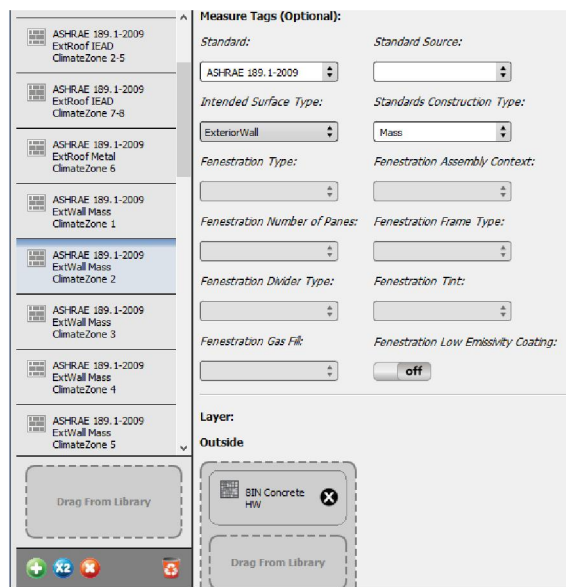 ASHRAE 189.1-2009
ExtRoof IEAD
ClimateZone 2-5
ASHRAE 189.1-2009
ExtRoof IEAD
ClimateZone 7-8
ASHRAE 189.1-2009
ExtRoof Metal
ClimateZone 6
ASHRAE 189.1-2009
ExtWall Mass
ClimateZone 1
ASHRAE 189.1-2009
ExtWall Mass
ClimateZone 2
ASHRAE 189.1-2009
ExtWall Mass
ClimateZone 3
ASHRAE 189.1-2009
ExtWall Mass
ClimateZone 4
ASHRAE 189.1-2009
ExtWall Mass
ClimateZone 5
Drag From Library
X2
Measure Tags (Optional):
Standard:
Standard Source:
ASHRAE 189.1-2009
Intended Surface Type:
Standards Construction Type:
ExteriorWall
Mass
Fenestration Type:
Fenestration Assembly Context:
Fenestration Number of Panes:
Fenestration Frame Type:
Fenestration Divider Type:
Fenestration Tint:
Fenestration Gas Fill:
Fenestration Low Emissivity Coating:
off
Layer:
Outside
8IN Concrete
HW
Drag From Library